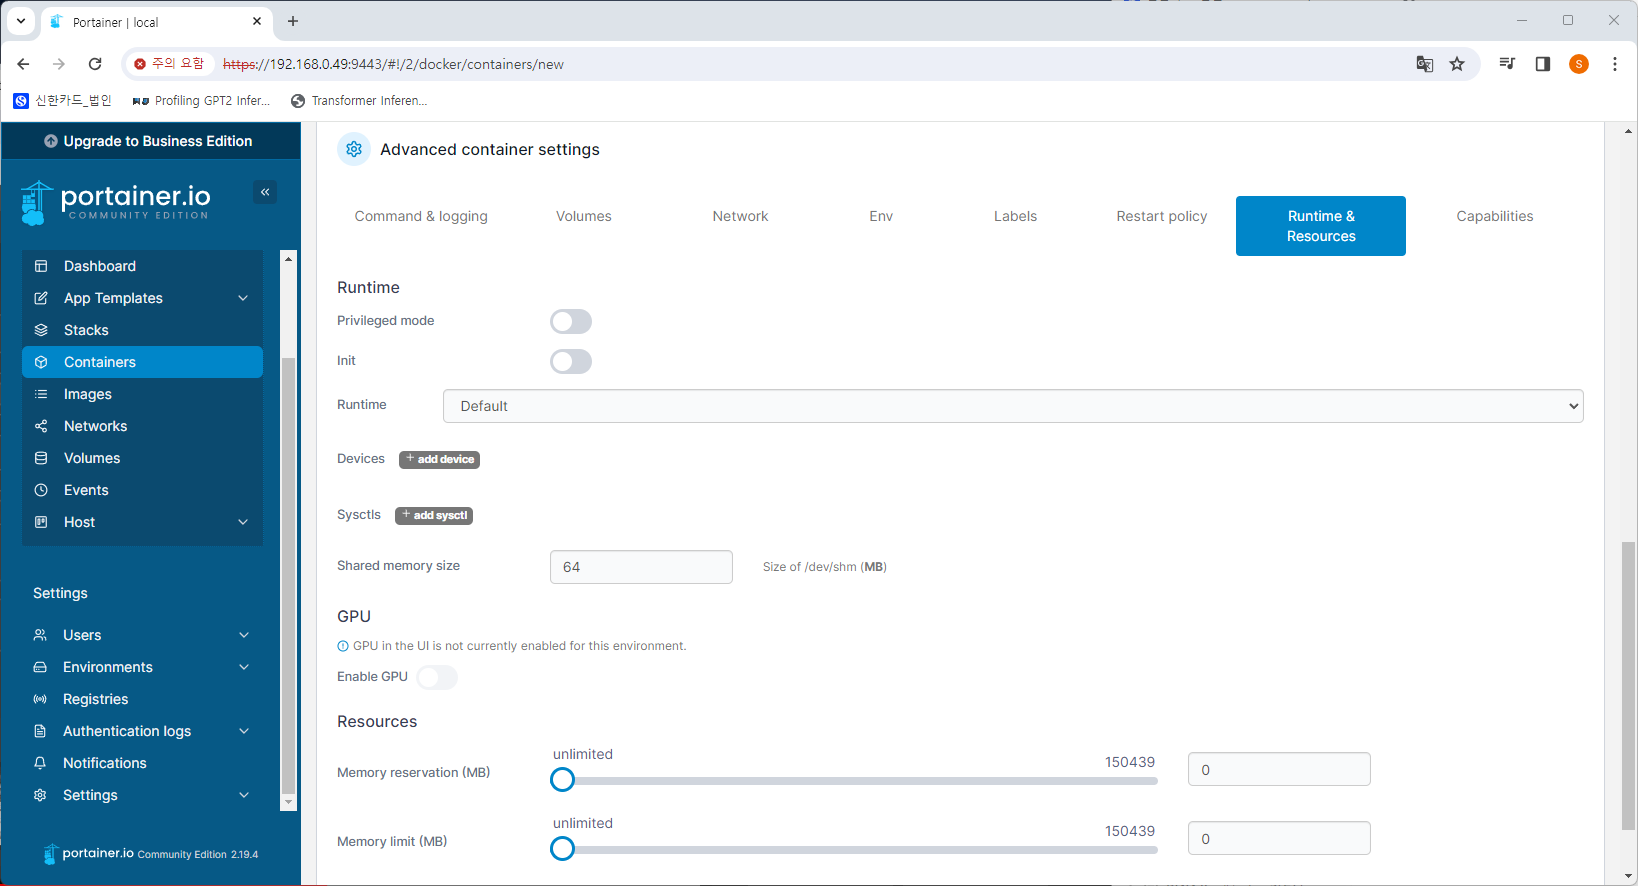 Portainer | local
주의 요함
https://192.168.0.49:9443/#!/2/docker/containers/new
S
신한카드_법인
Profiling GPT2 Infer...
Transformer Inferen...
Upgrade to Business Edition
portainer.io
COMMUNITY EDITION
Dashboard
App Templates
Stacks
Containers
Images
Networks
Volumes
Events
Host
Settings
Users
Environments
Registries
Authentication logs
Notifications
Settings
portainer.io Community Edition 2.19.4
Advanced container settings
Command & logging
Volumes
Network
Env
Labels
Restart policy
Runtime &
Resources
Capabilities
Runtime
Privileged mode
Init
Runtime
Default
Devices
+ add device
Sysctls
+ add sysctl
Shared memory size
64
Size of /dev/shm (MB)
GPU
GPU in the UI is not currently enabled for this environment.
Enable GPU
Resources
unlimited
150439
Memory reservation (MB)
0
unlimited
150439
Memory limit (MB)
0